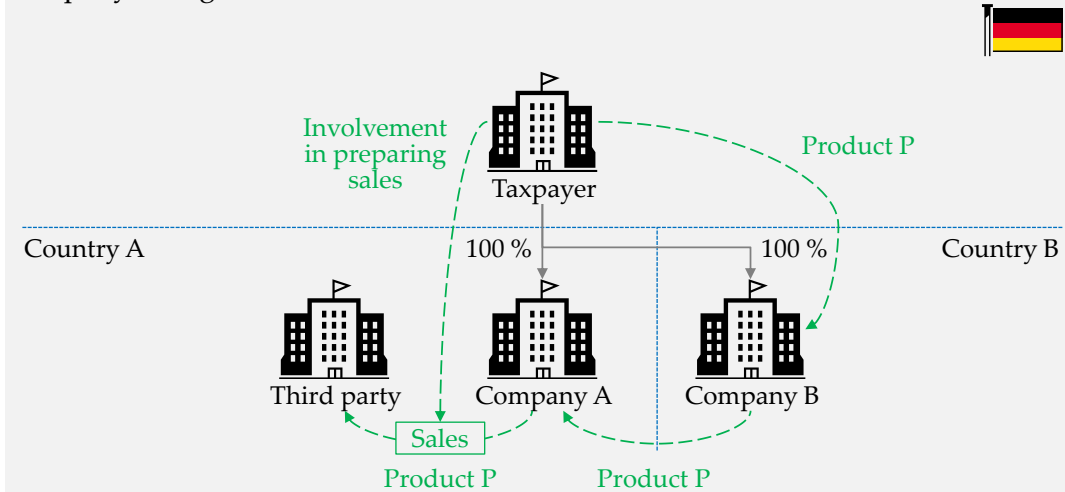 Involvement
in preparing
sales
Product P
Taxpayer
Country A
100 %
100 %
Country B
Third party
Company A
Company B
Sales
Product P
Product P